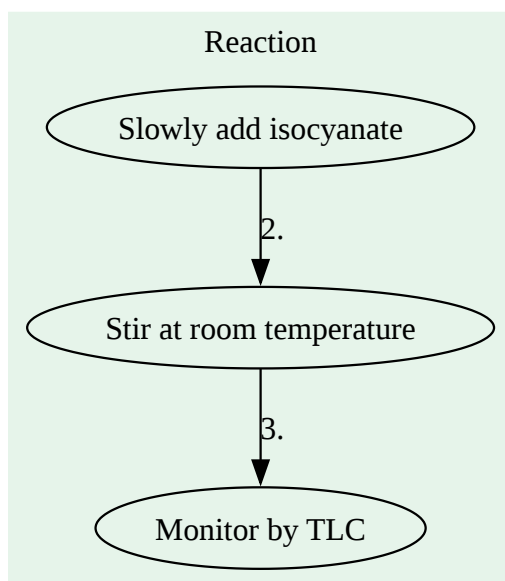 Reaction
Slowly add isocyanate
2.
Stir at room temperature
3.
Monitor by TLC